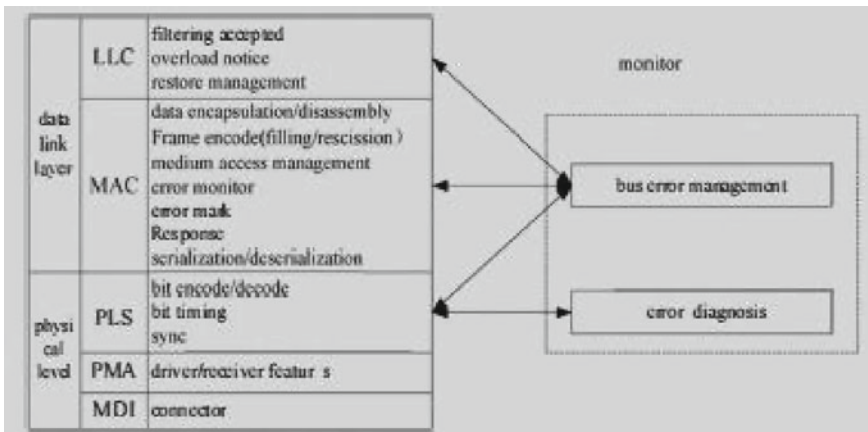 data
link
layer
LLC
filtering accepted
overload notice
restore management
MAC
data encapsulation/disassembly
Frame encode(filling/rescission)
medium access management
error monitor
error mark
Response
serialization/deserialization
physi
cal
level
PLS
bit encode/decode
bit timing
sync
PMA
driver/receiver featur s
MDI
connector
monitor
bus error management
error diagnosis